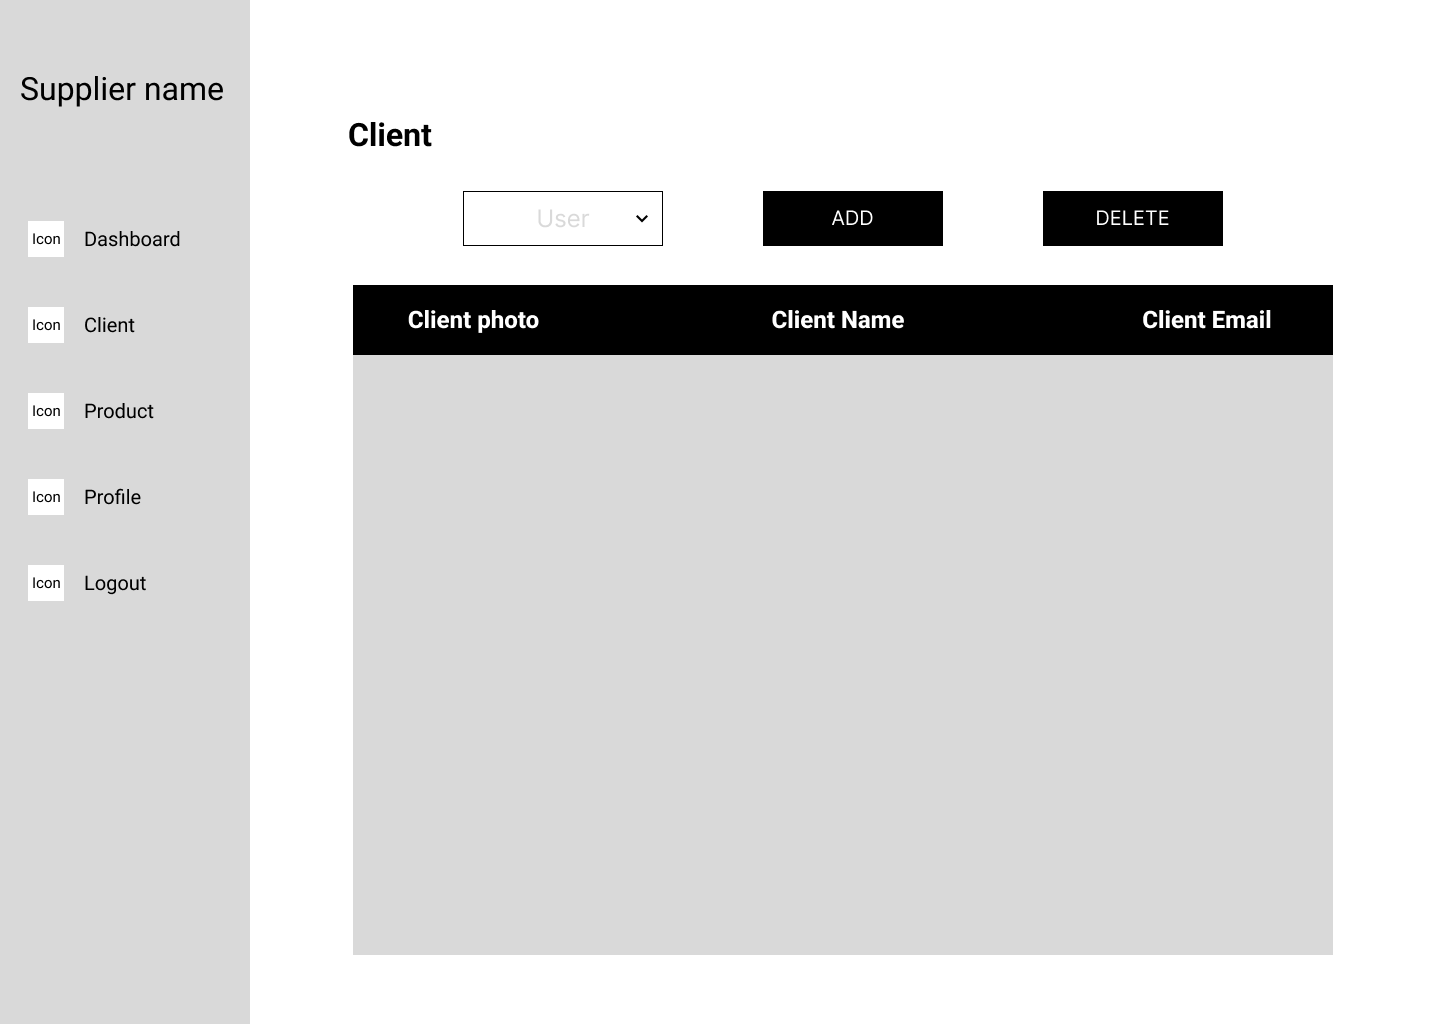 Supplier name
Icon Dashboard
Icon Client
Icon Product
Icon Profile
Icon Logout
Client
User ADD DELETE
Client photo Client Name Client Email